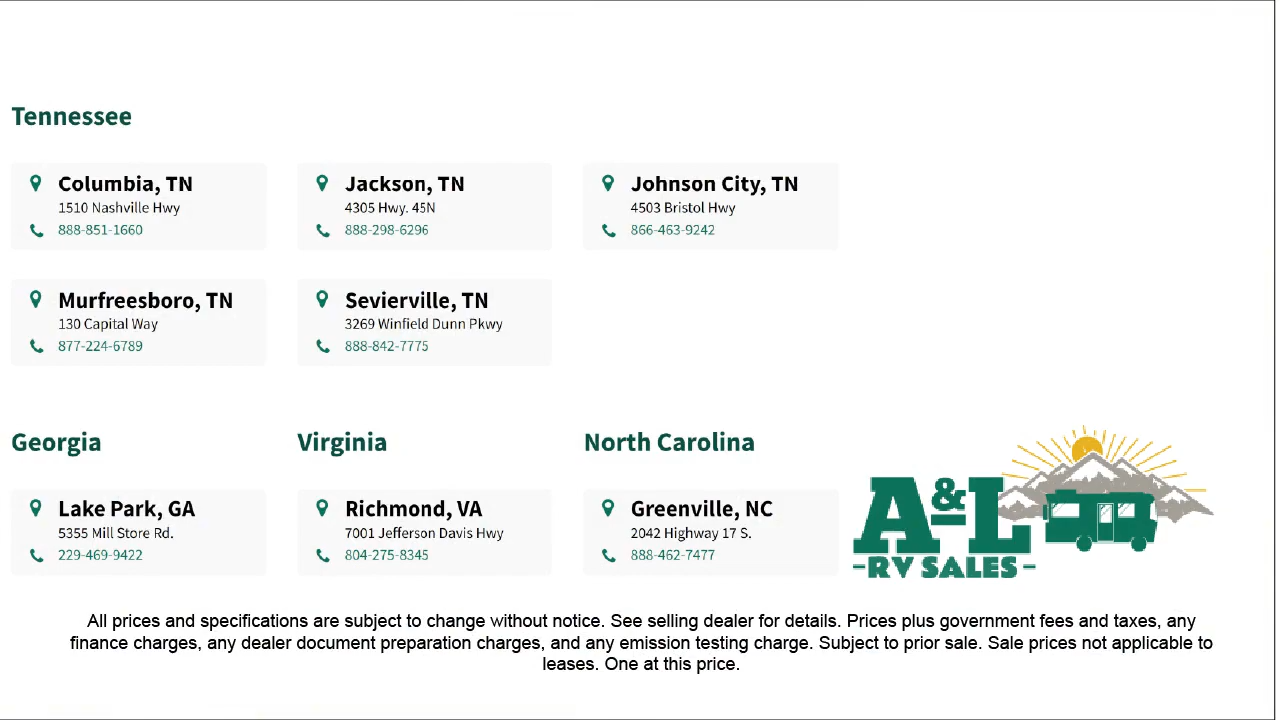 Tennessee
Columbia, TN
1510 Nashville Hwy
888-851-1660
Jackson, TN
4305 Hwy. 45N
888-298-6296
Johnson City, TN
4503 Bristol Hwy
866-463-9242
Murfreesboro, TN
130 Capital Way
877-224-6789
Sevierville, TN
3269 Winfield Dunn Pkwy
888-842-7775
Georgia
Lake Park, GA
5355 Mill Store Rd.
229-469-9422
Virginia
Richmond, VA
7001 Jefferson Davis Hwy
804-275-8345
North Carolina
Greenville, NC
2042 Highway 17 S.
888-462-7477
A&L
-RV SALES-
All prices and specifications are subject to change without notice. See selling dealer for details. Prices plus government fees and taxes, any
finance charges, any dealer document preparation charges, and any emission testing charge. Subject to prior sale. Sale prices not applicable to
leases. One at this price.